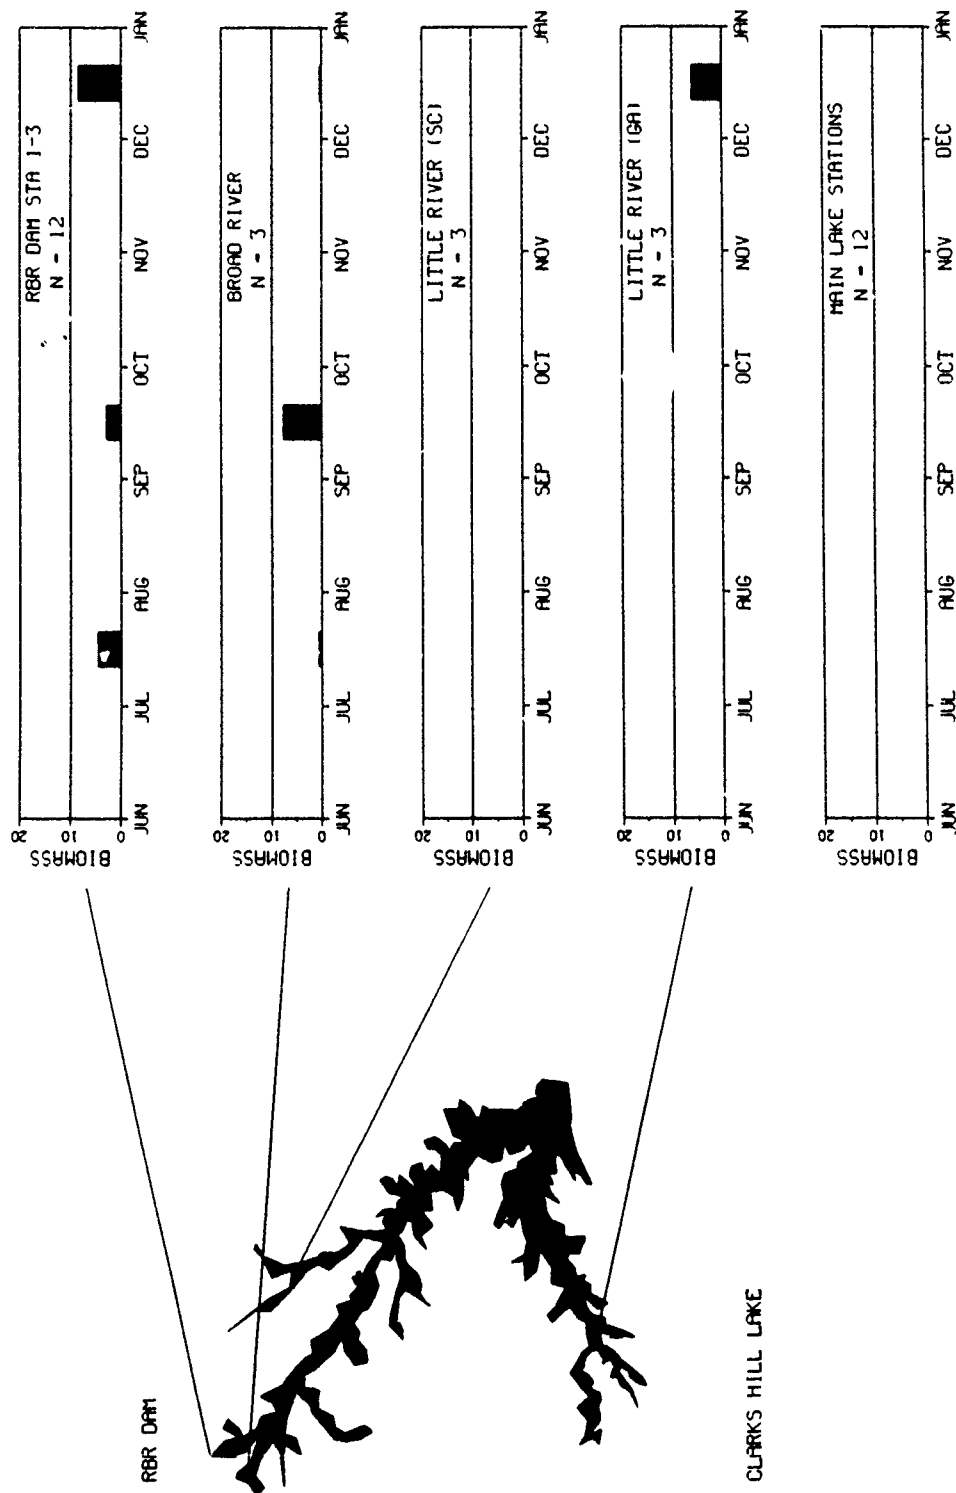 RBR DAM
CLARKS HILL LAKE
RBR DAM STA 1-3
N - 12
BIOMASS
20
10
0
JUN JUL AUG SEP OCT NOV DEC JAN
BROAD RIVER
N - 3
BIOMASS
20
10
0
JUN JUL AUG SEP OCT NOV DEC JAN
LITTLE RIVER (SC)
N - 3
BIOMASS
20
10
0
JUN JUL AUG SEP OCT NOV DEC JAN
LITTLE RIVER (GA)
N - 3
BIOMASS
20
10
0
JUN JUL AUG SEP OCT NOV DEC JAN
MAIN LAKE STATIONS
N - 12
BIOMASS
20
10
0
JUN JUL AUG SEP OCT NOV DEC JAN